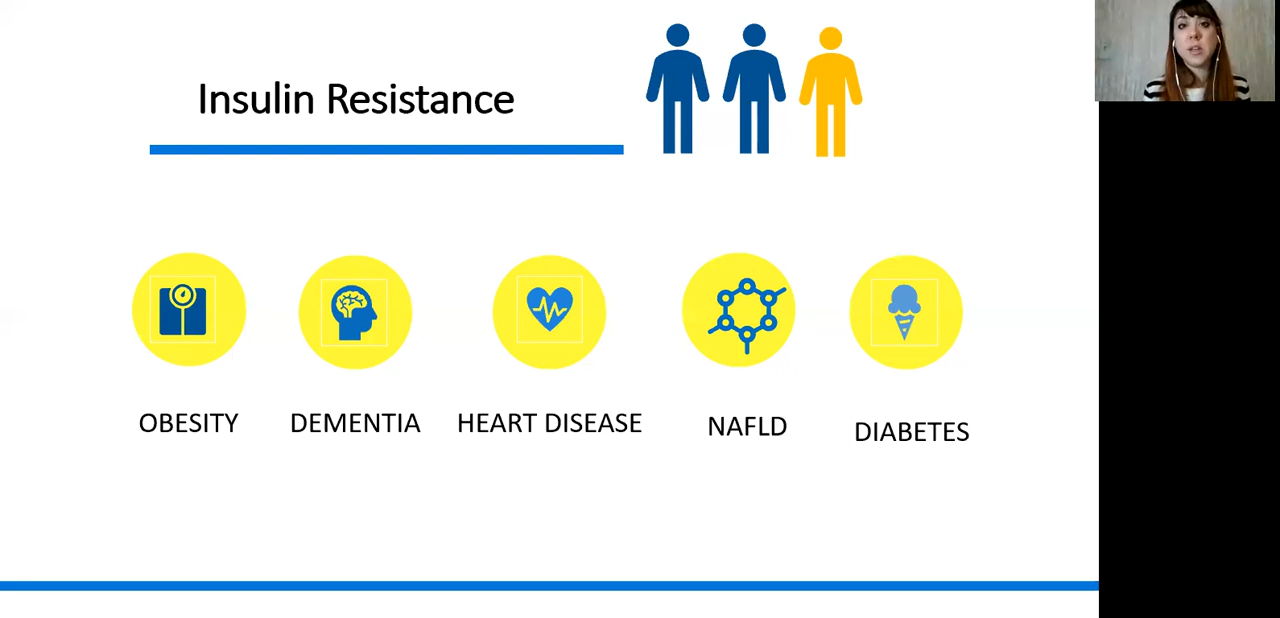 Insulin Resistance
OBESITY
DEMENTIA
HEART DISEASE
NAFLD
DIABETES